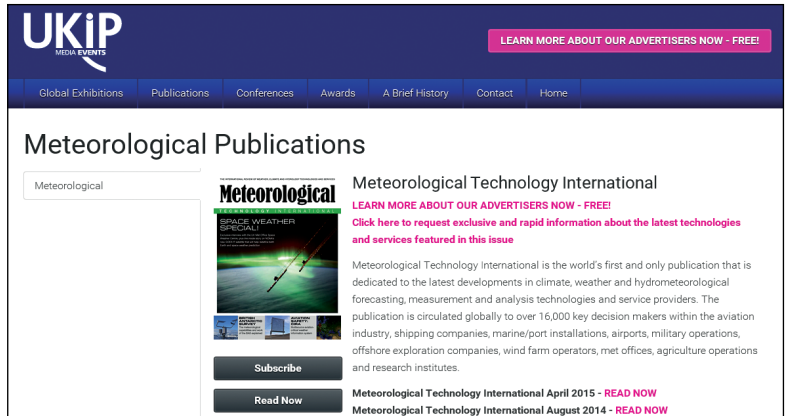 UKiP
MEDIA EVENTS
LEARN MORE ABOUT OUR ADVERTISERS NOW - FREE!
Global Exhibitions
Publications
Conferences
Awards
A Brief History
Contact
Home
Meteorological Publications
Meteorological
Meteorological
TECHNOLOGY INTERNATIONAL
SPACE WEATHER
SPECIAL!
BRITISH
ANTARCTIC
SURVEY
AVIATION
SAFETY
Subscribe
Read Now
Meteorological Technology International
LEARN MORE ABOUT OUR ADVERTISERS NOW - FREE!
Click here to request exclusive and rapid information about the latest technologies
and services featured in this issue
Meteorological Technology International is the world's first and only publication that is
dedicated to the latest developments in climate, weather and hydrometeorological
forecasting, measurement and analysis technologies and service providers. The
publication is circulated globally to over 16,000 key decision makers within the aviation
industry, shipping companies, marine/port installations, airports, military operations,
offshore exploration companies, wind farm operators, met offices, agriculture operations
and research institutes.
Meteorological Technology International April 2015 - READ NOW
Meteorological Technology International August 2014 - READ NOW